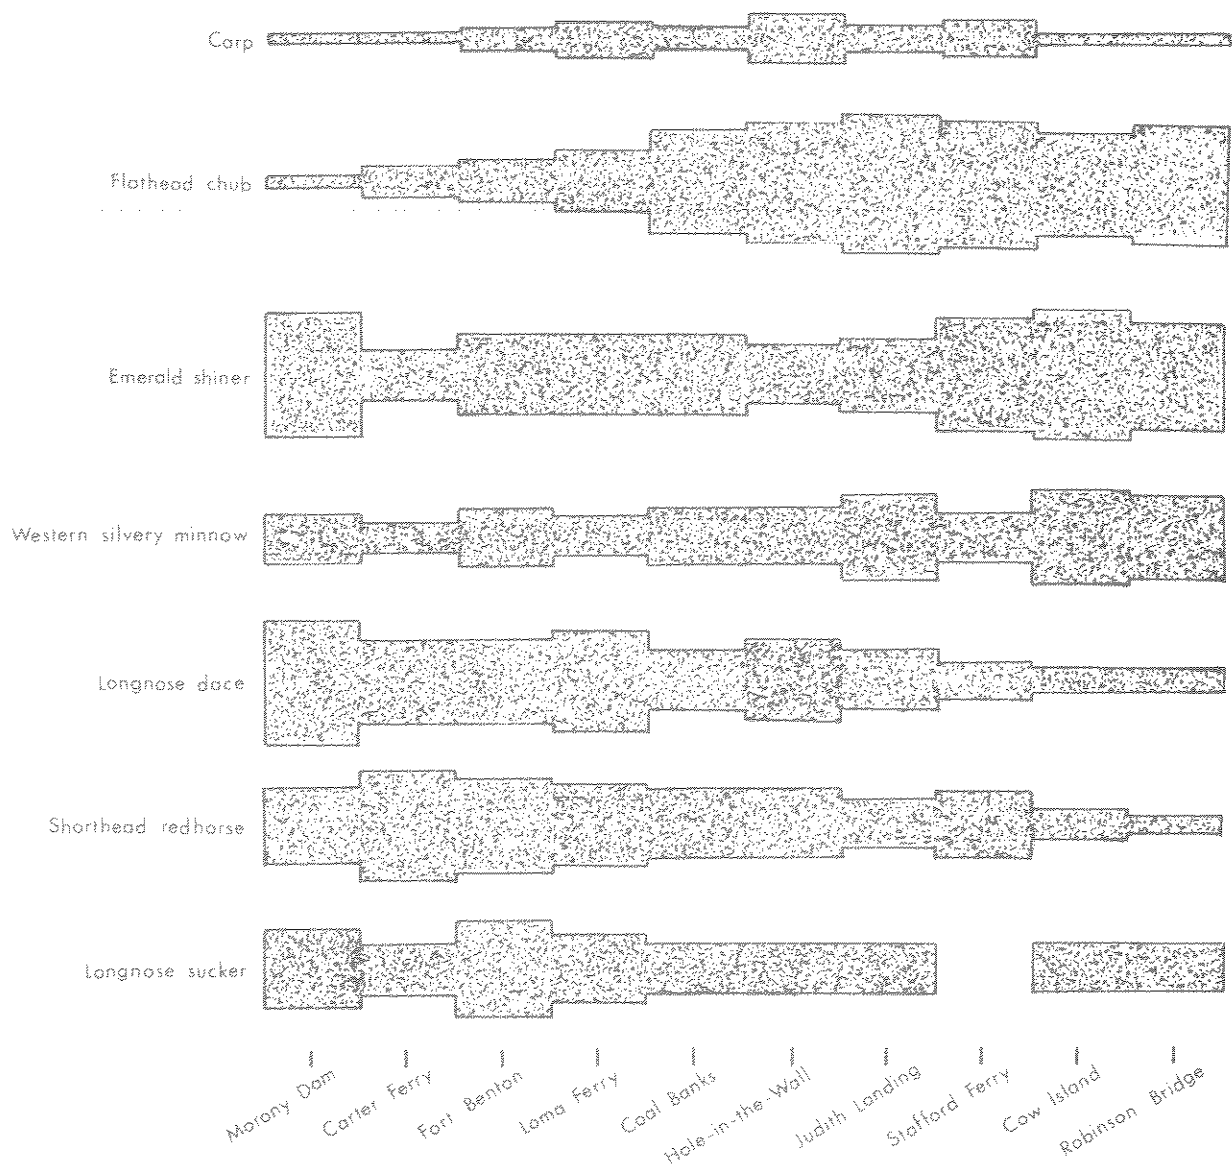 Carp
Flathead chub
Emerald shiner
Western silvery minnow
Longnose dace
Shorthead redhorse
Longnose sucker
Morony Dam
Carter Ferry
Fort Benton
Loma Ferry
Coal Banks
Hole-in-the-Wall
Judith Landing
Stafford Ferry
Cow Island
Robinson Bridge